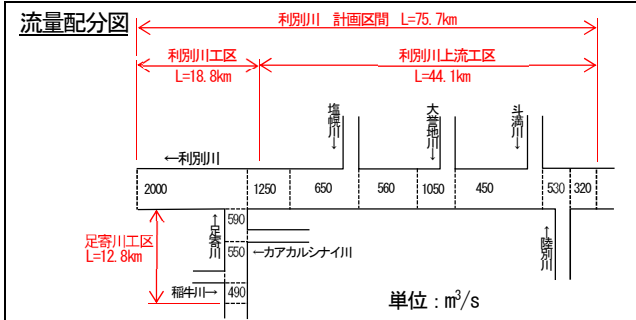 流量配分図
利別川 計画区間 L=75.7km
利別川工区
L=18.8km
利別川上流工区
L=44.1km
塩幌川→
大誉地川→
斗満川→
←利別川
2000
1250
650
560
1050
450
530
320
足寄川工区
L=12.8km
←足寄川
590
550
←カアカルシナイ川
稲牛川→
490
←陸別川
単位：m³/s